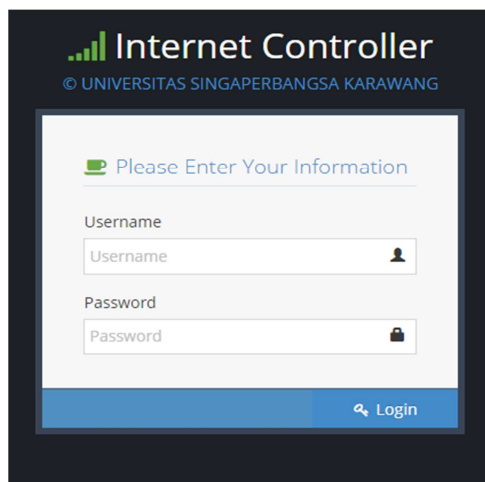 Internet Controller
© UNIVERSITAS SINGAPERBANGSA KARAWANG
Please Enter Your Information
Username
Username
Password
Password
Login